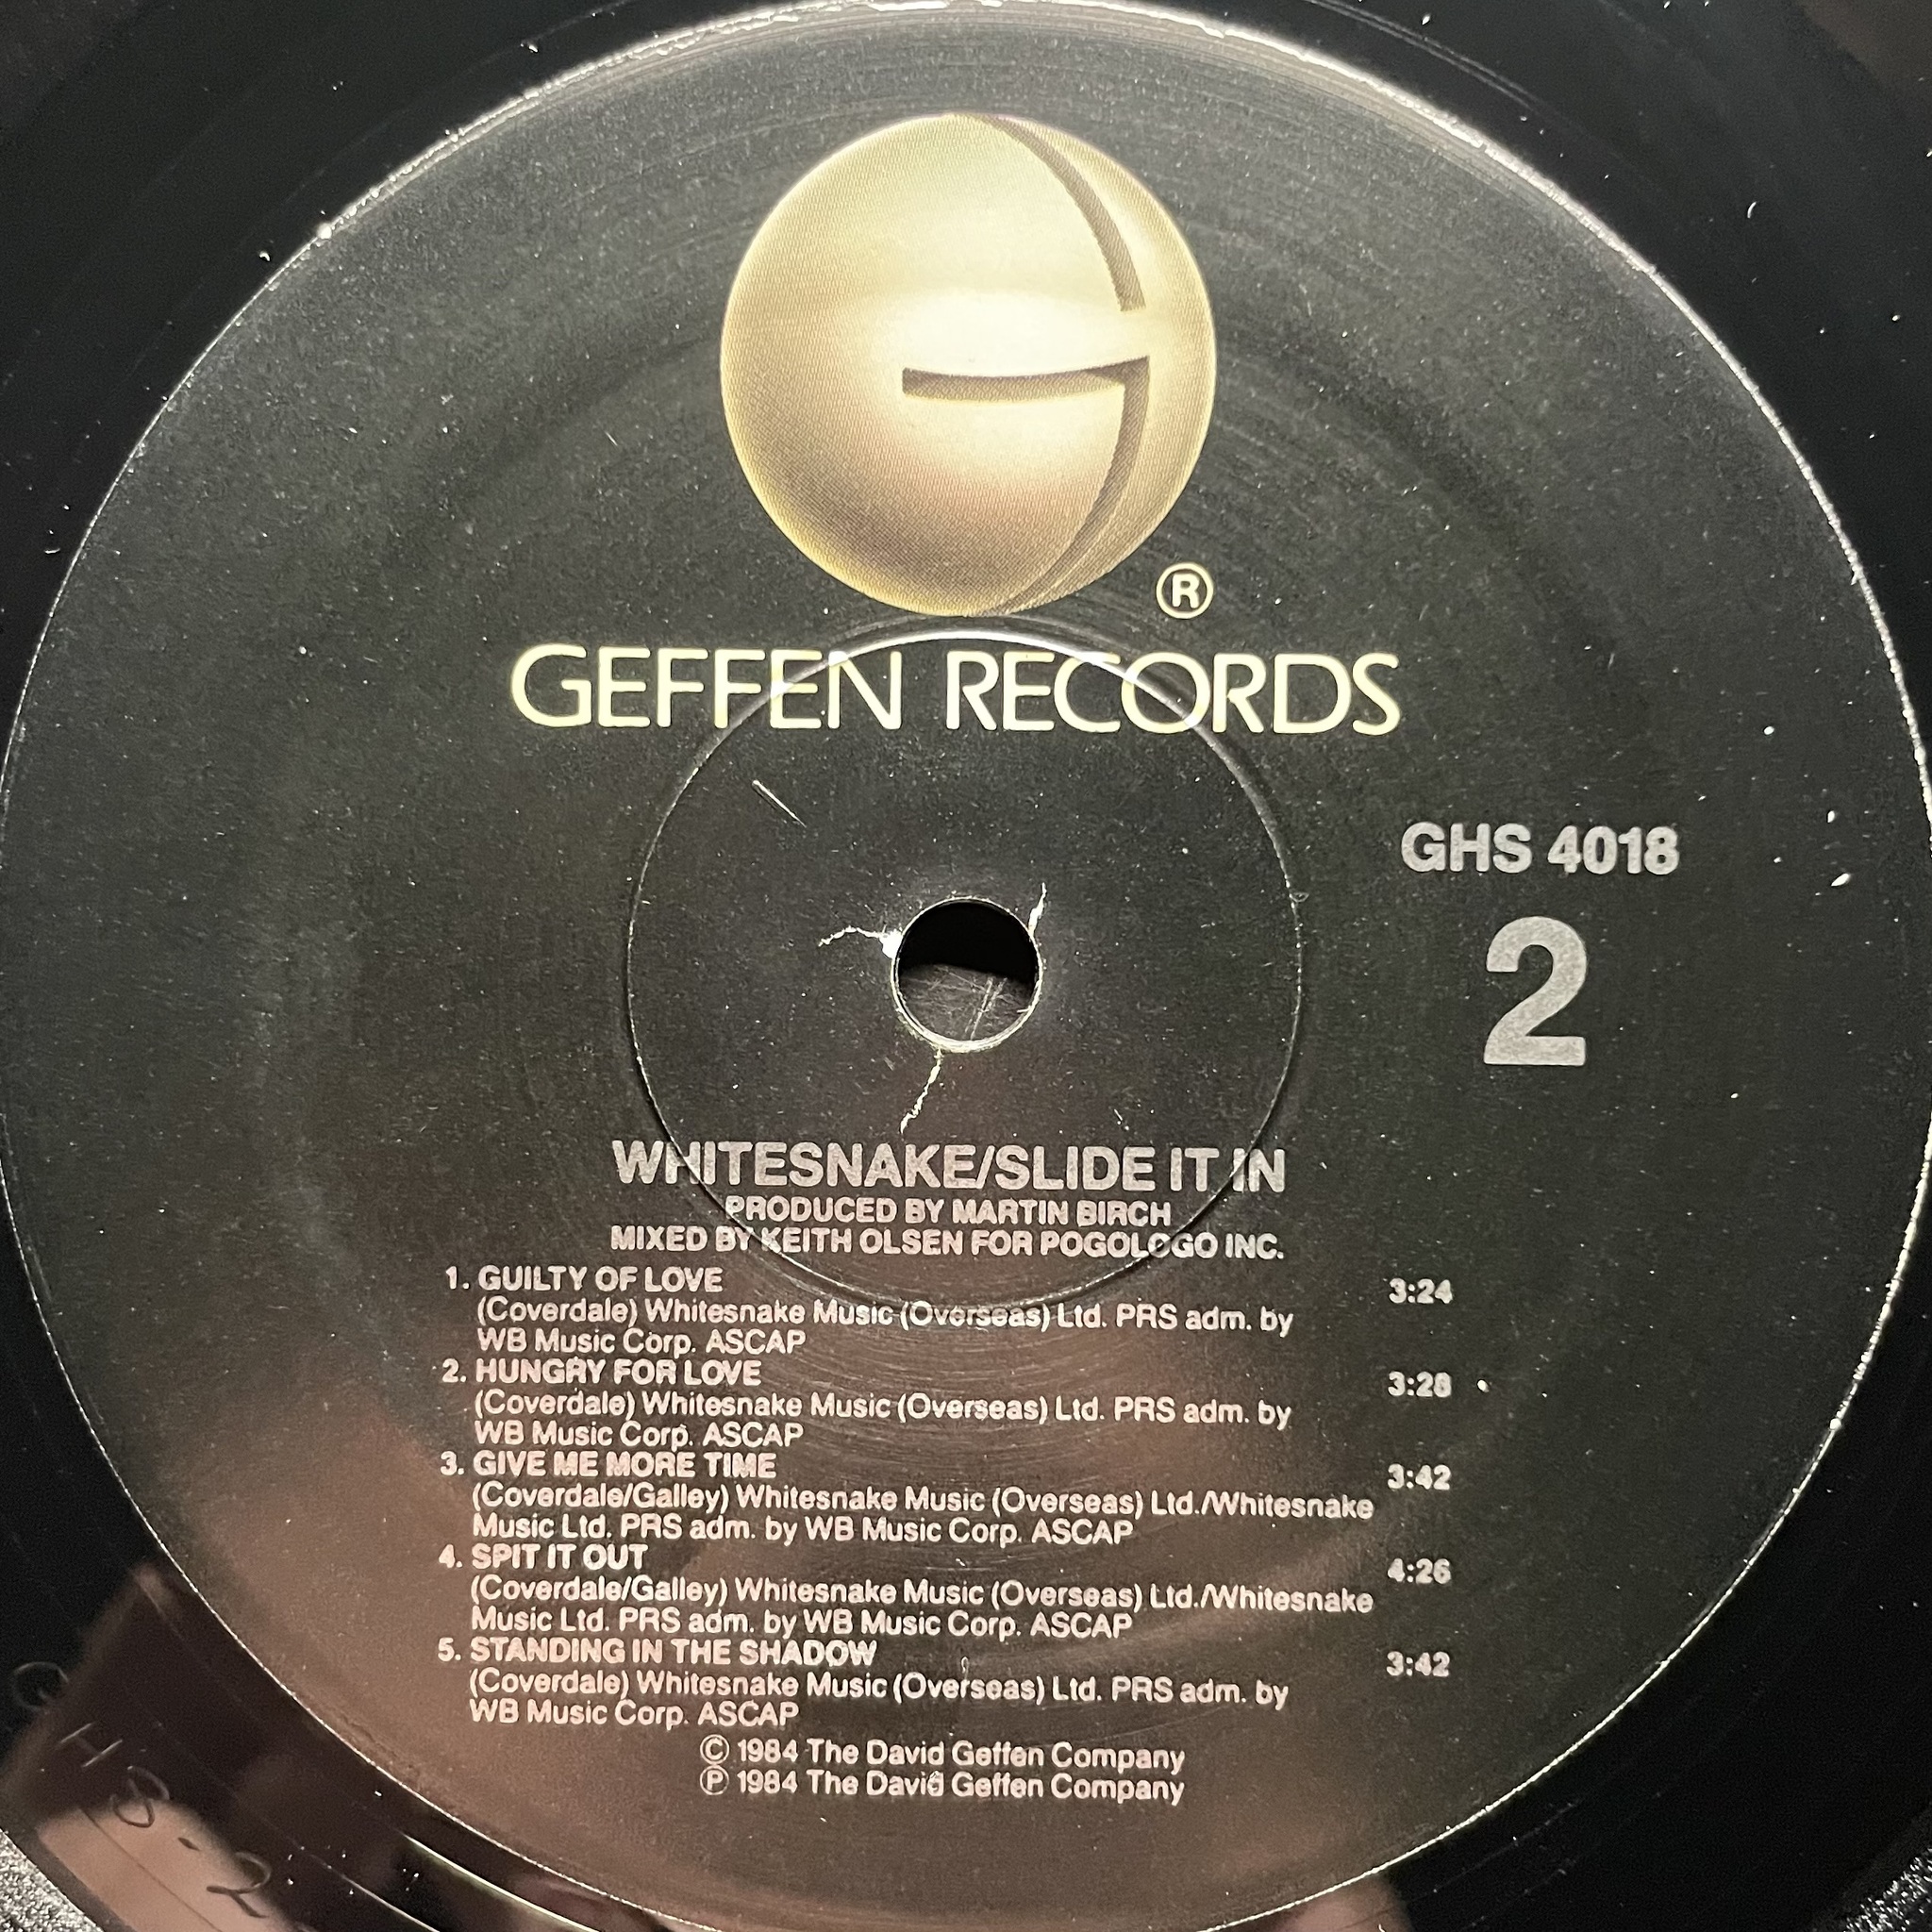 ®
GEFFEN RECORDS
GHS 4018
2
WHITESNAKE/SLIDE IT IN
PRODUCED BY MARTIN BIRCH
MIXED BY KEITH OLSEN FOR POGOLOGO INC.
1. GUILTY OF LOVE 3:24
(Coverdale) Whitesnake Music (Overseas) Ltd. PRS adm. by
WB Music Corp. ASCAP
2. HUNGRY FOR LOVE 3:28
(Coverdale) Whitesnake Music (Overseas) Ltd. PRS adm. by
WB Music Corp. ASCAP
3. GIVE ME MORE TIME 3:42
(Coverdale/Galley) Whitesnake Music (Overseas) Ltd./Whitesnake
Music Ltd. PRS adm. by WB Music Corp. ASCAP
4. SPIT IT OUT 4:26
(Coverdale/Galley) Whitesnake Music (Overseas) Ltd./Whitesnake
Music Ltd. PRS adm. by WB Music Corp. ASCAP
5. STANDING IN THE SHADOW 3:42
(Coverdale) Whitesnake Music (Overseas) Ltd. PRS adm. by
WB Music Corp. ASCAP
© 1984 The David Geffen Company
℗ 1984 The David Geffen Company